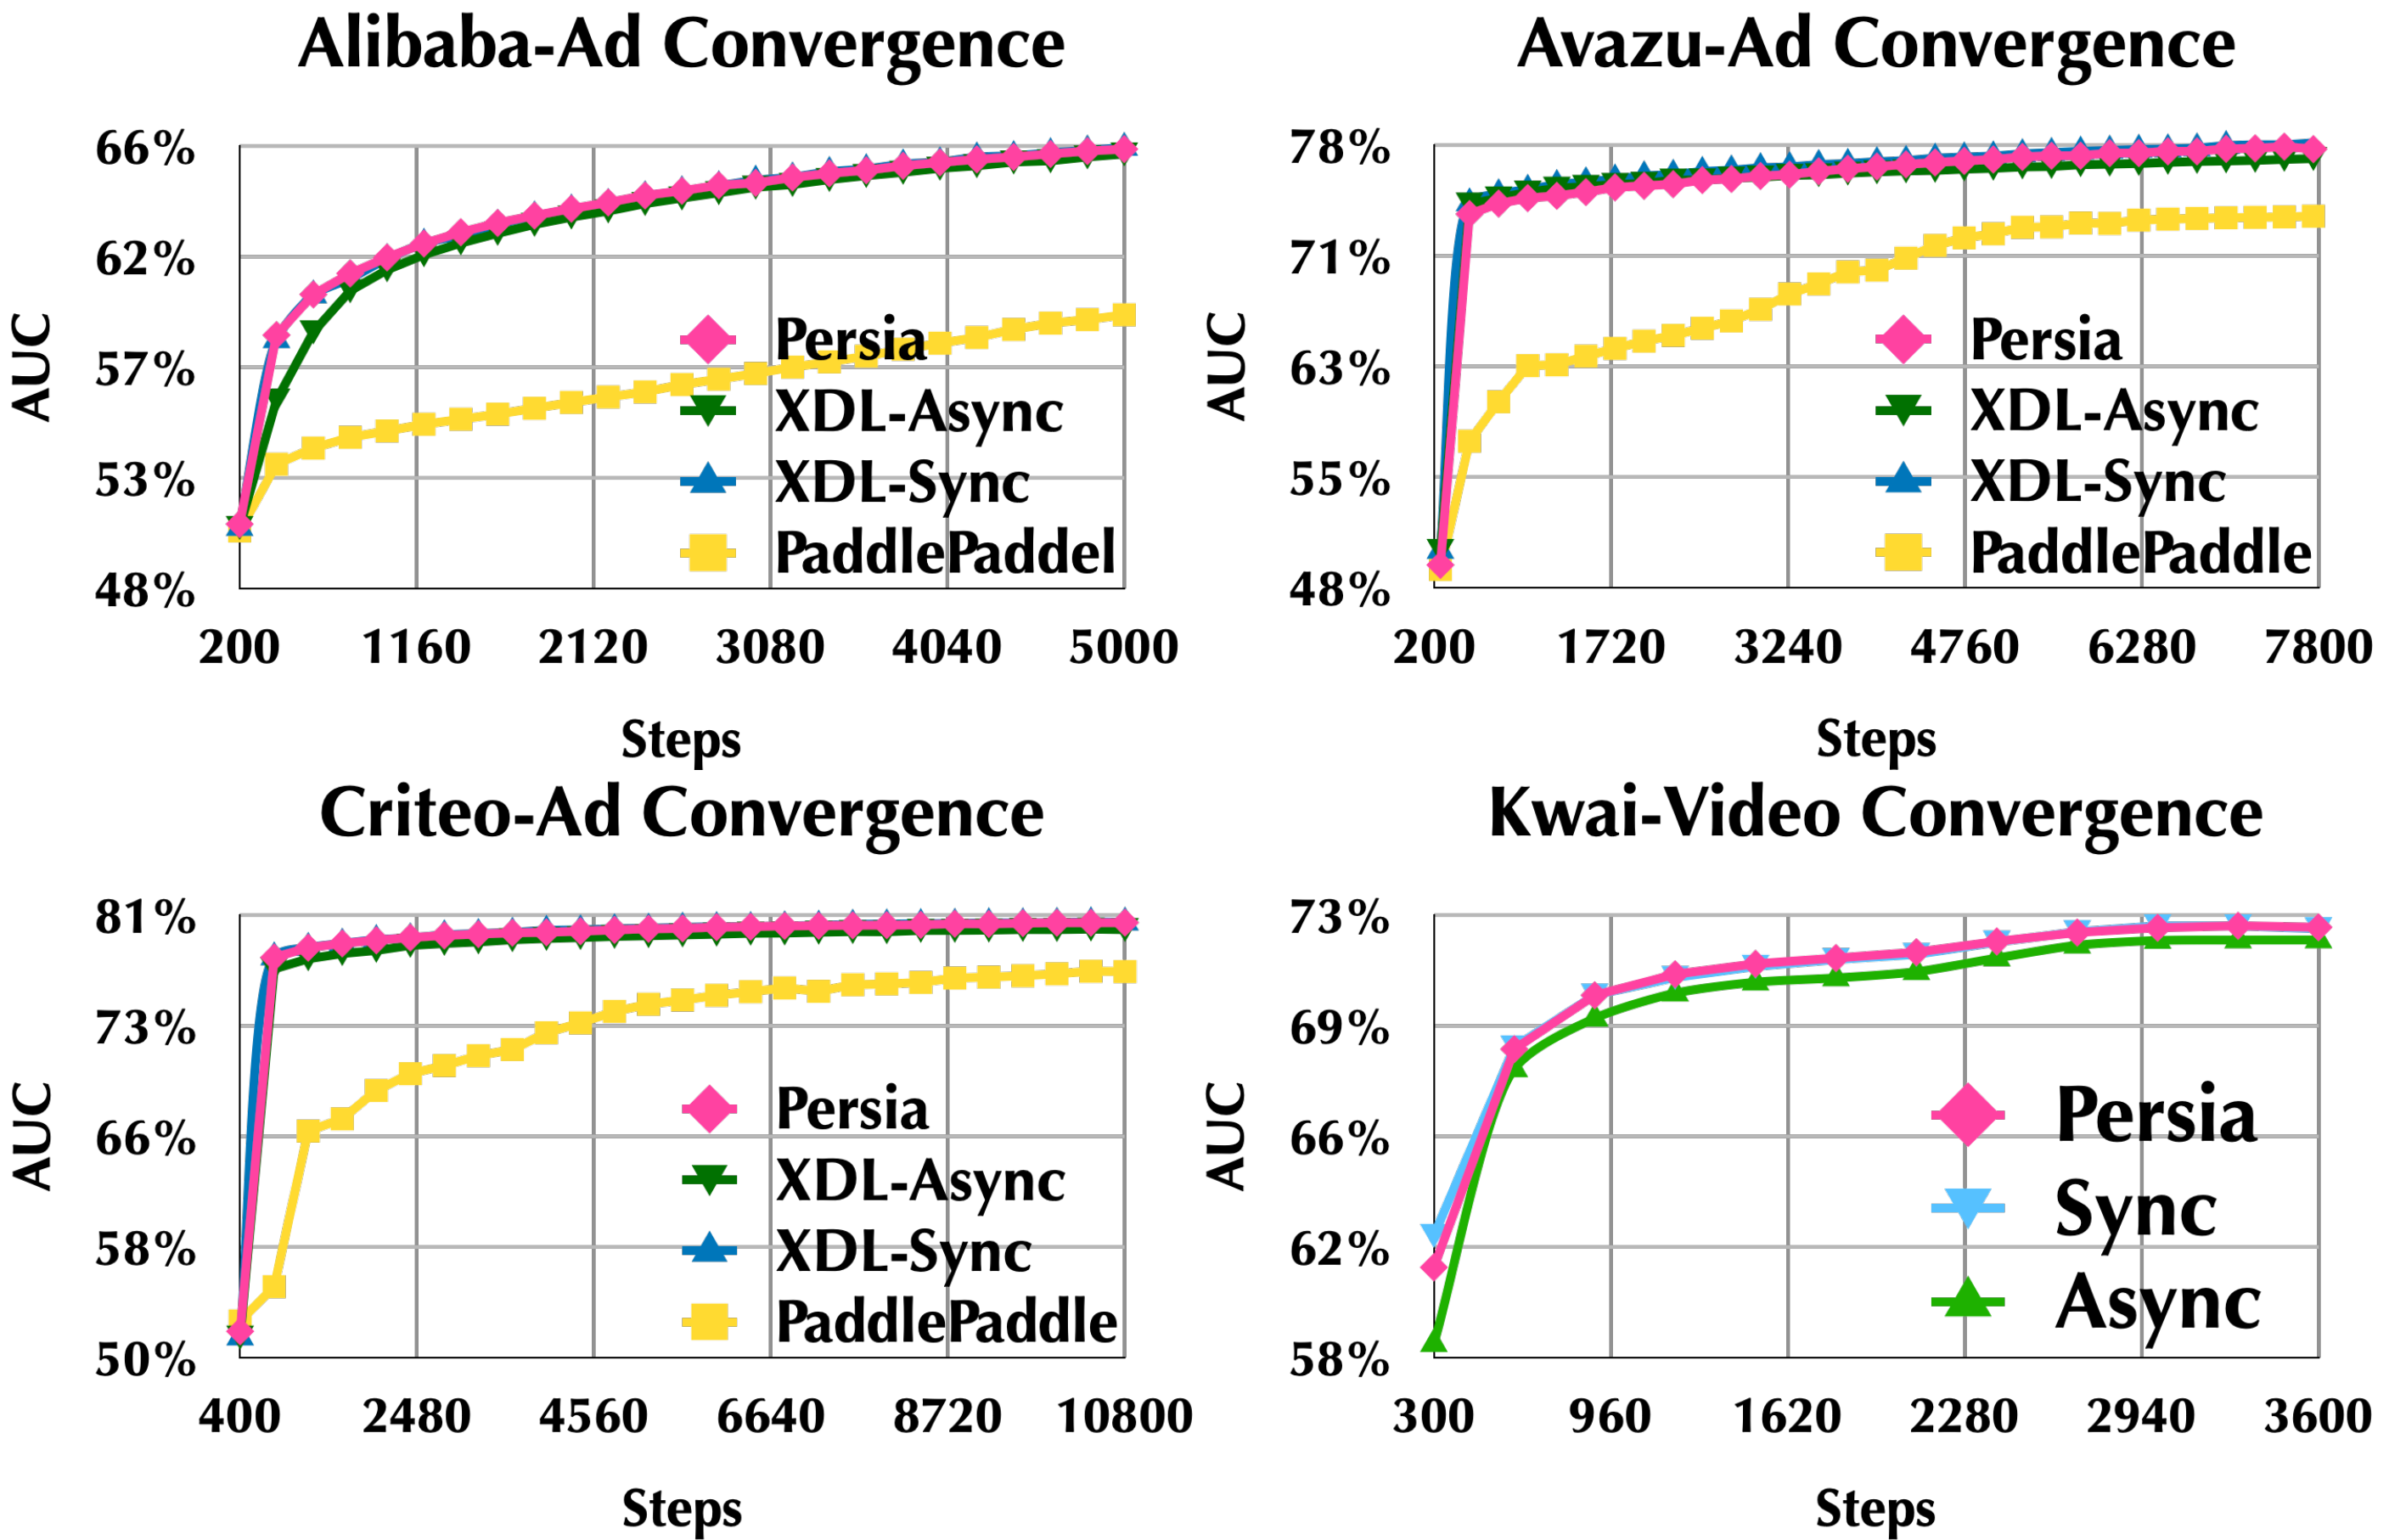 Alibaba-Ad Convergence
AUC
66%
62%
57%
53%
48%
Persia
XDL-Async
XDL-Sync
PaddlePaddel
200 1160 2120 3080 4040 5000
Steps
Avazu-Ad Convergence
AUC
78%
71%
63%
55%
48%
Persia
XDL-Async
XDL-Sync
PaddlePaddle
200 1720 3240 4760 6280 7800
Steps
Criteo-Ad Convergence
AUC
81%
73%
66%
58%
50%
Persia
XDL-Async
XDL-Sync
PaddlePaddle
400 2480 4560 6640 8720 10800
Steps
Kwai-Video Convergence
AUC
73%
69%
66%
62%
58%
Persia
Sync
Async
300 960 1620 2280 2940 3600
Steps